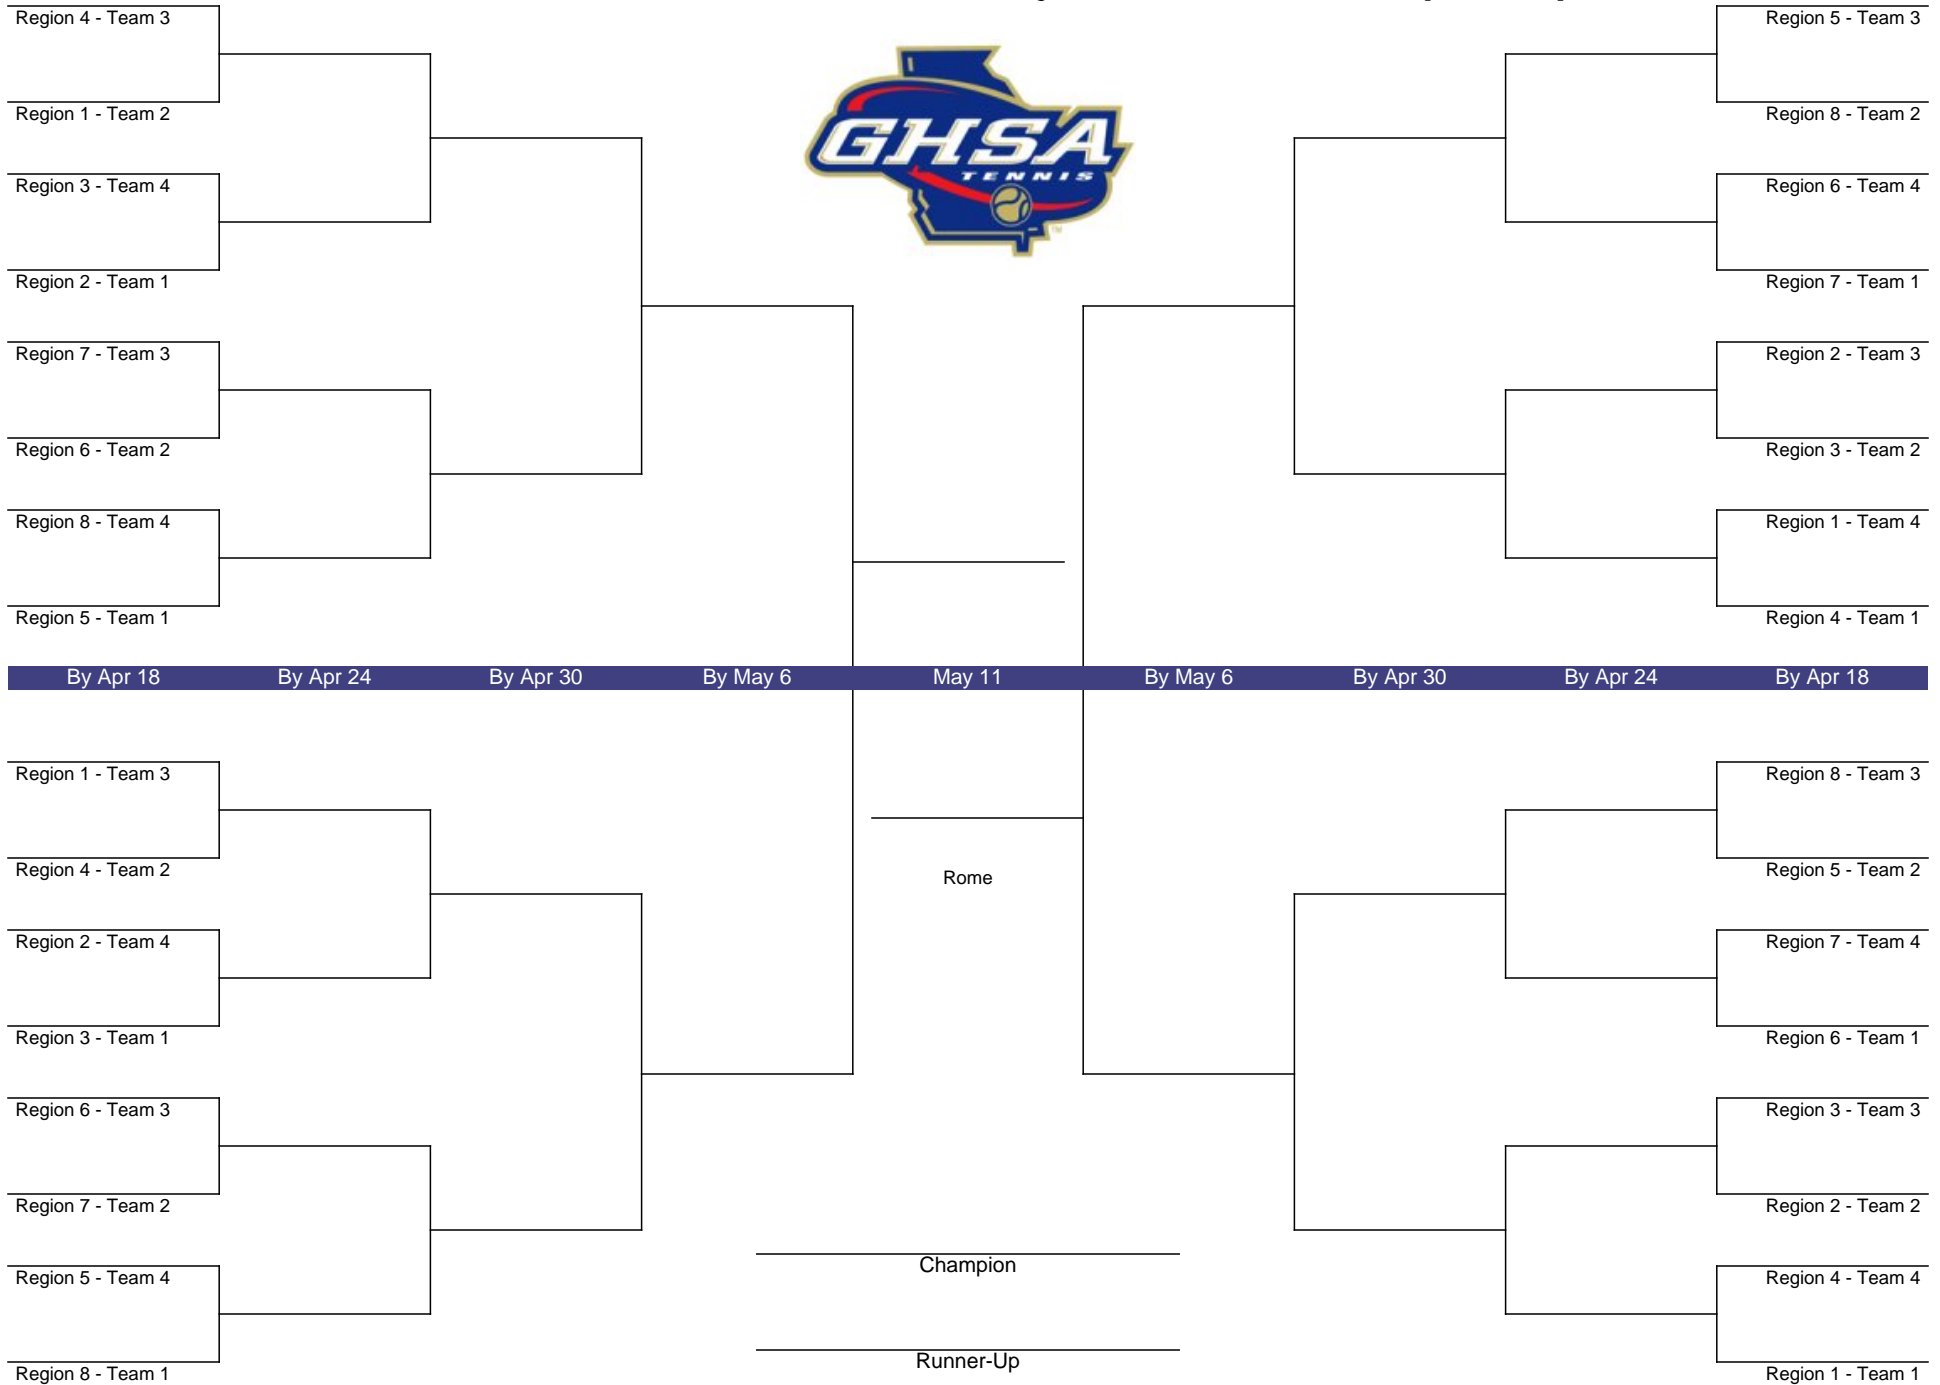 Region 4 - Team 3
Region 1 - Team 2
Region 3 - Team 4
Region 2 - Team 1
Region 7 - Team 3
Region 6 - Team 2
Region 8 - Team 4
Region 5 - Team 1
GHSA
TENNIS
TM
Region 5 - Team 3
Region 8 - Team 2
Region 6 - Team 4
Region 7 - Team 1
Region 2 - Team 3
Region 3 - Team 2
Region 1 - Team 4
Region 4 - Team 1
By Apr 18 By Apr 24 By Apr 30 By May 6 May 11 By May 6 By Apr 30 By Apr 24 By Apr 18
Region 1 - Team 3
Region 4 - Team 2
Region 2 - Team 4
Region 3 - Team 1
Region 6 - Team 3
Region 7 - Team 2
Region 5 - Team 4
Region 8 - Team 1
Rome
Champion
Runner-Up
Region 8 - Team 3
Region 5 - Team 2
Region 7 - Team 4
Region 6 - Team 1
Region 3 - Team 3
Region 2 - Team 2
Region 4 - Team 4
Region 1 - Team 1